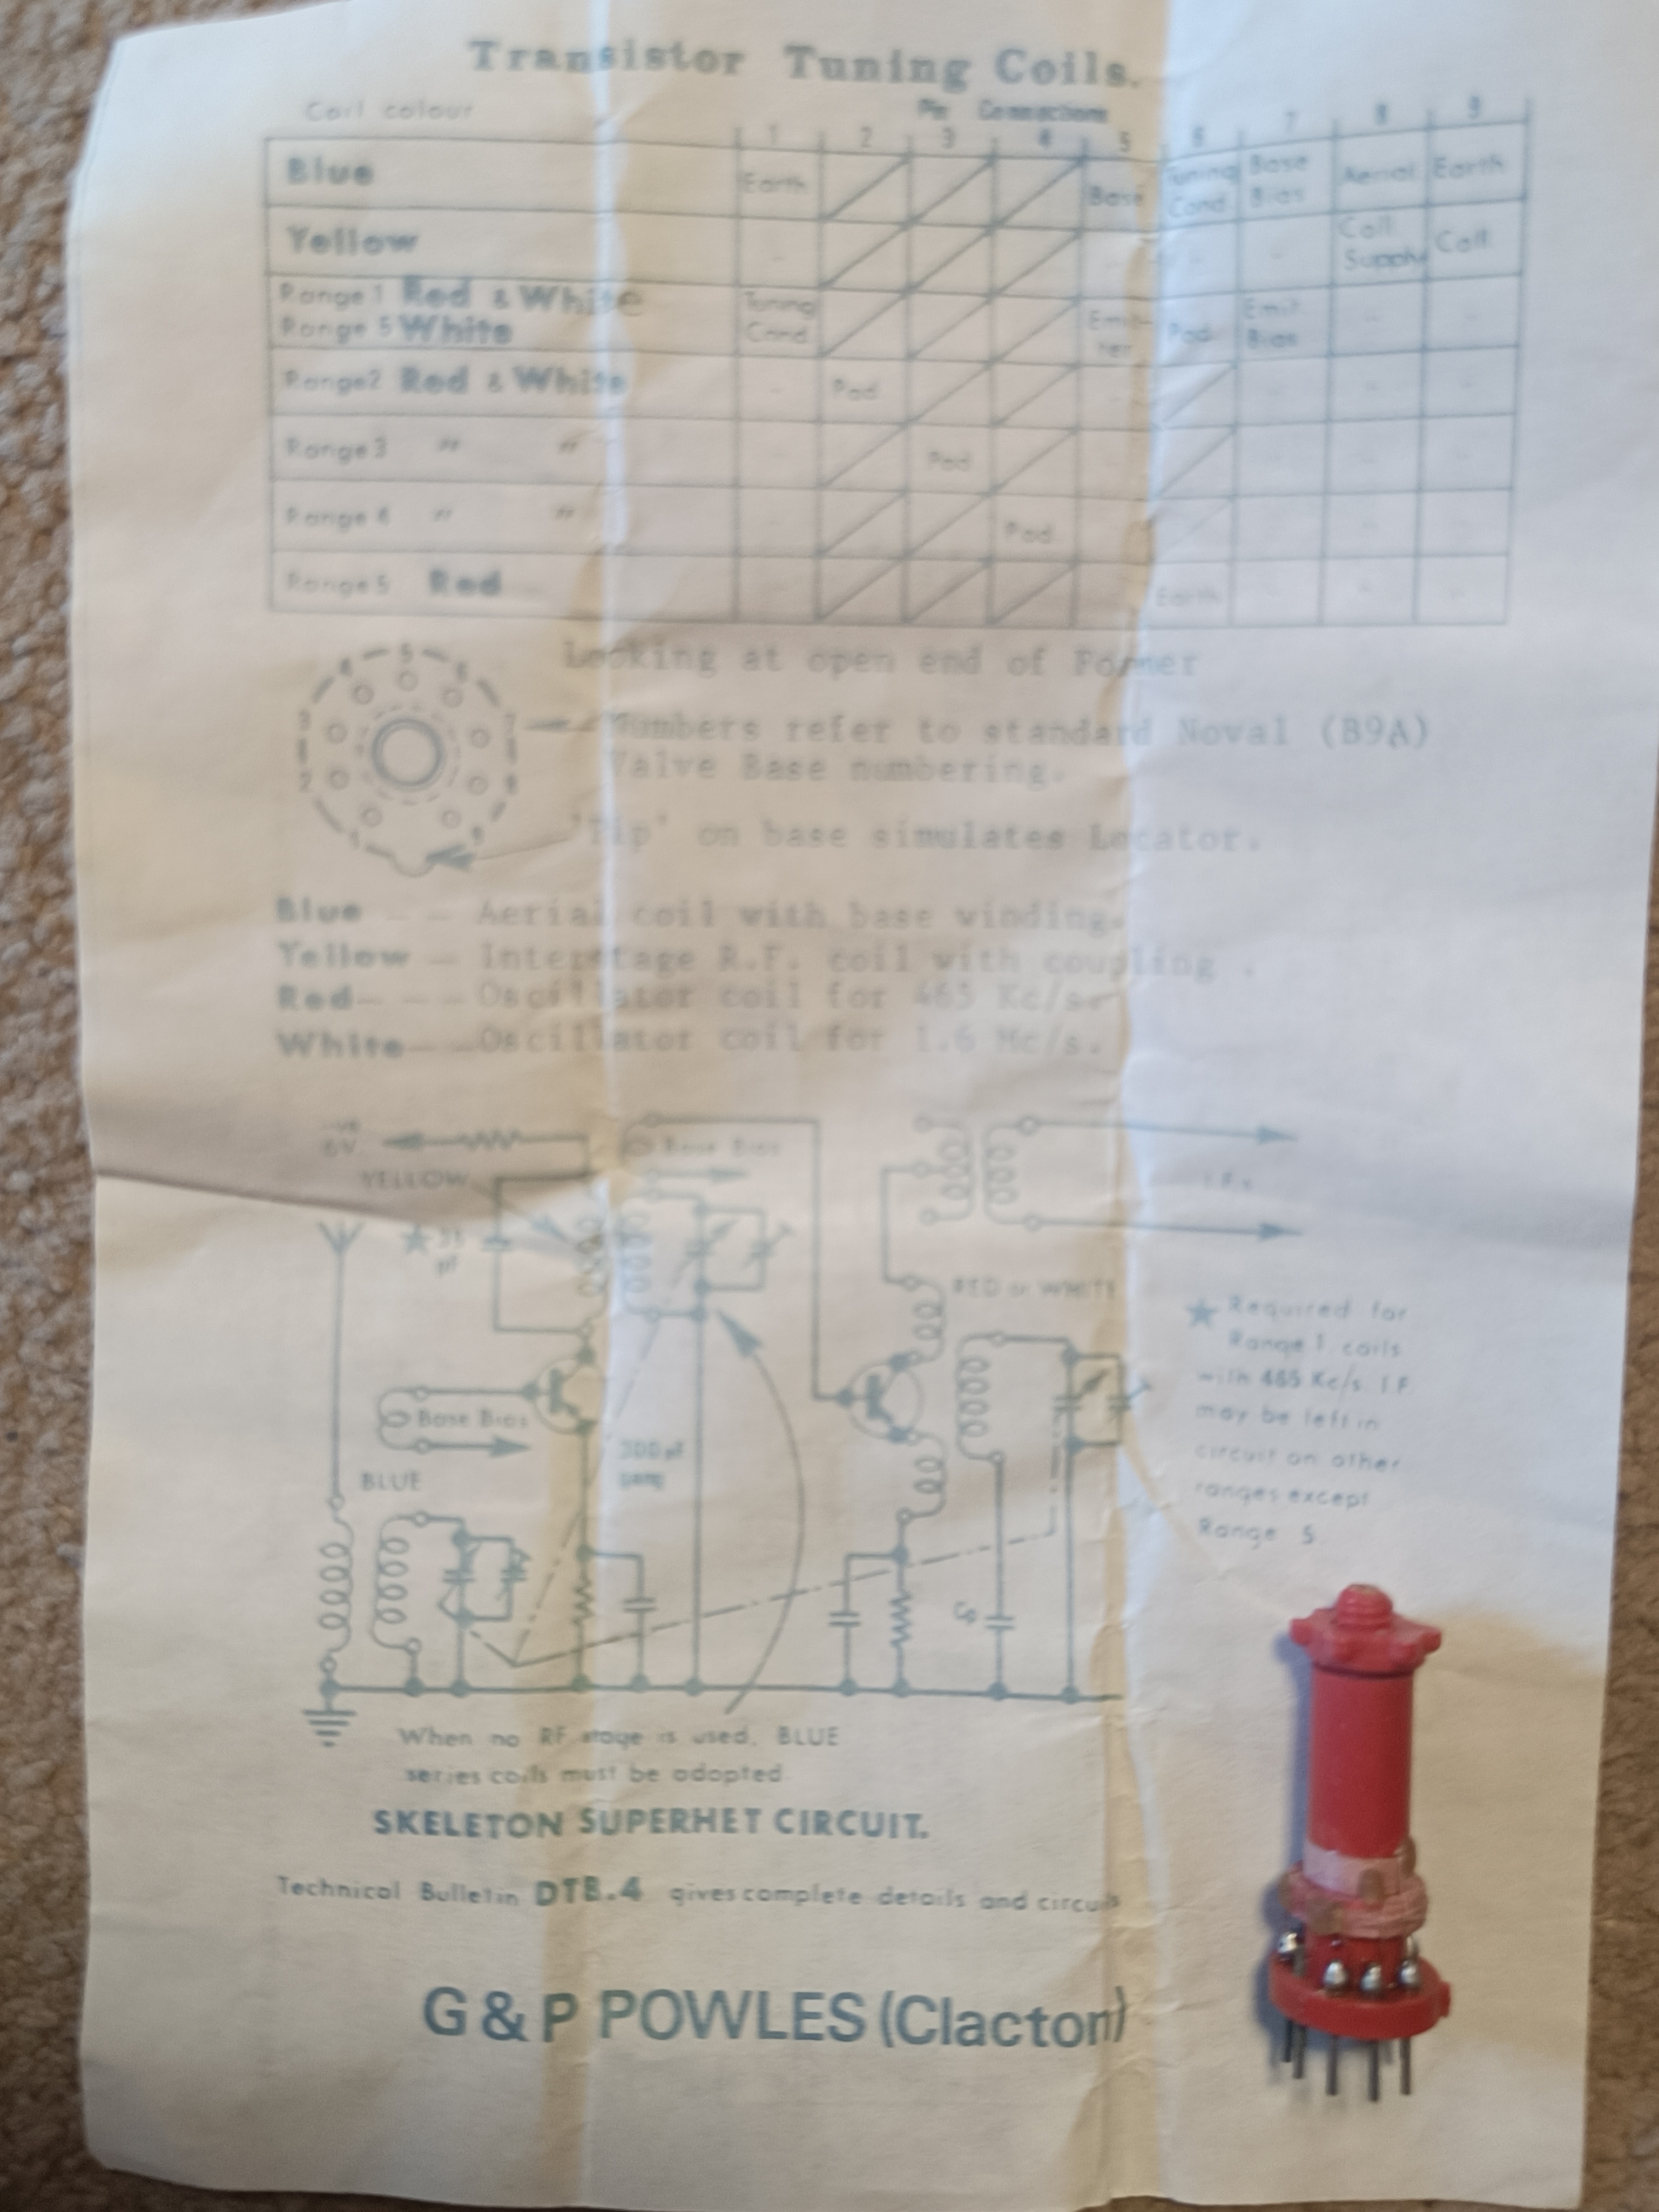 Transistor Tuning Coils.
Coil colour
Pin Connections
1 2 3 4 5 6 7 8 9
Blue Earth Base Tuning Cond Base Bias Aerial Earth
Yellow Coll Supply Coll
Range 1 Red & White
Range 5 White Tuning Cond Emit-ter Pad Emit Bias
Range 2 Red & White Pad
Range 3 " " Pad
Range 4 " " Pad
Range 5 Red Earth
Looking at open end of Former
Numbers refer to standard Noval (B9A)
Valve Base numbering.
'Pip' on base simulates Locator.
Blue -- Aerial coil with base winding.
Yellow - Interstage R.F. coil with coupling .
Red--- Oscillator coil for 465 Kc/s.
White-- Oscillator coil for 1.6 Mc/s.
-ve
6V
Base Bias
YELLOW
pf
RED or WHITE
Required for
Range 1 coils
with 465 Kc/s I.F.
may be left in
circuit on other
ranges except
Range 5.
Base Bias
300pF
gang
BLUE
When no RF stage is used, BLUE
series coils must be adopted
SKELETON SUPERHET CIRCUIT.
Technical Bulletin DTB.4 gives complete details and circuits
G & P POWLES (Clacton)